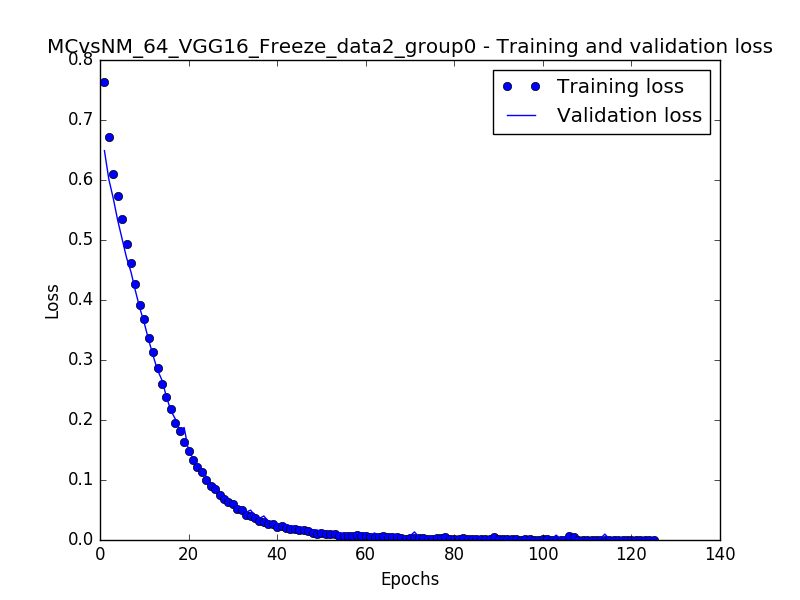 MCvsNM_64_VGG16_Freeze_data2_group0 - Training and validation loss
Training loss
Validation loss
0.8
0.7
0.6
0.5
0.4
0.3
0.2
0.1
0.0
Loss
0 20 40 60 80 100 120 140
Epochs